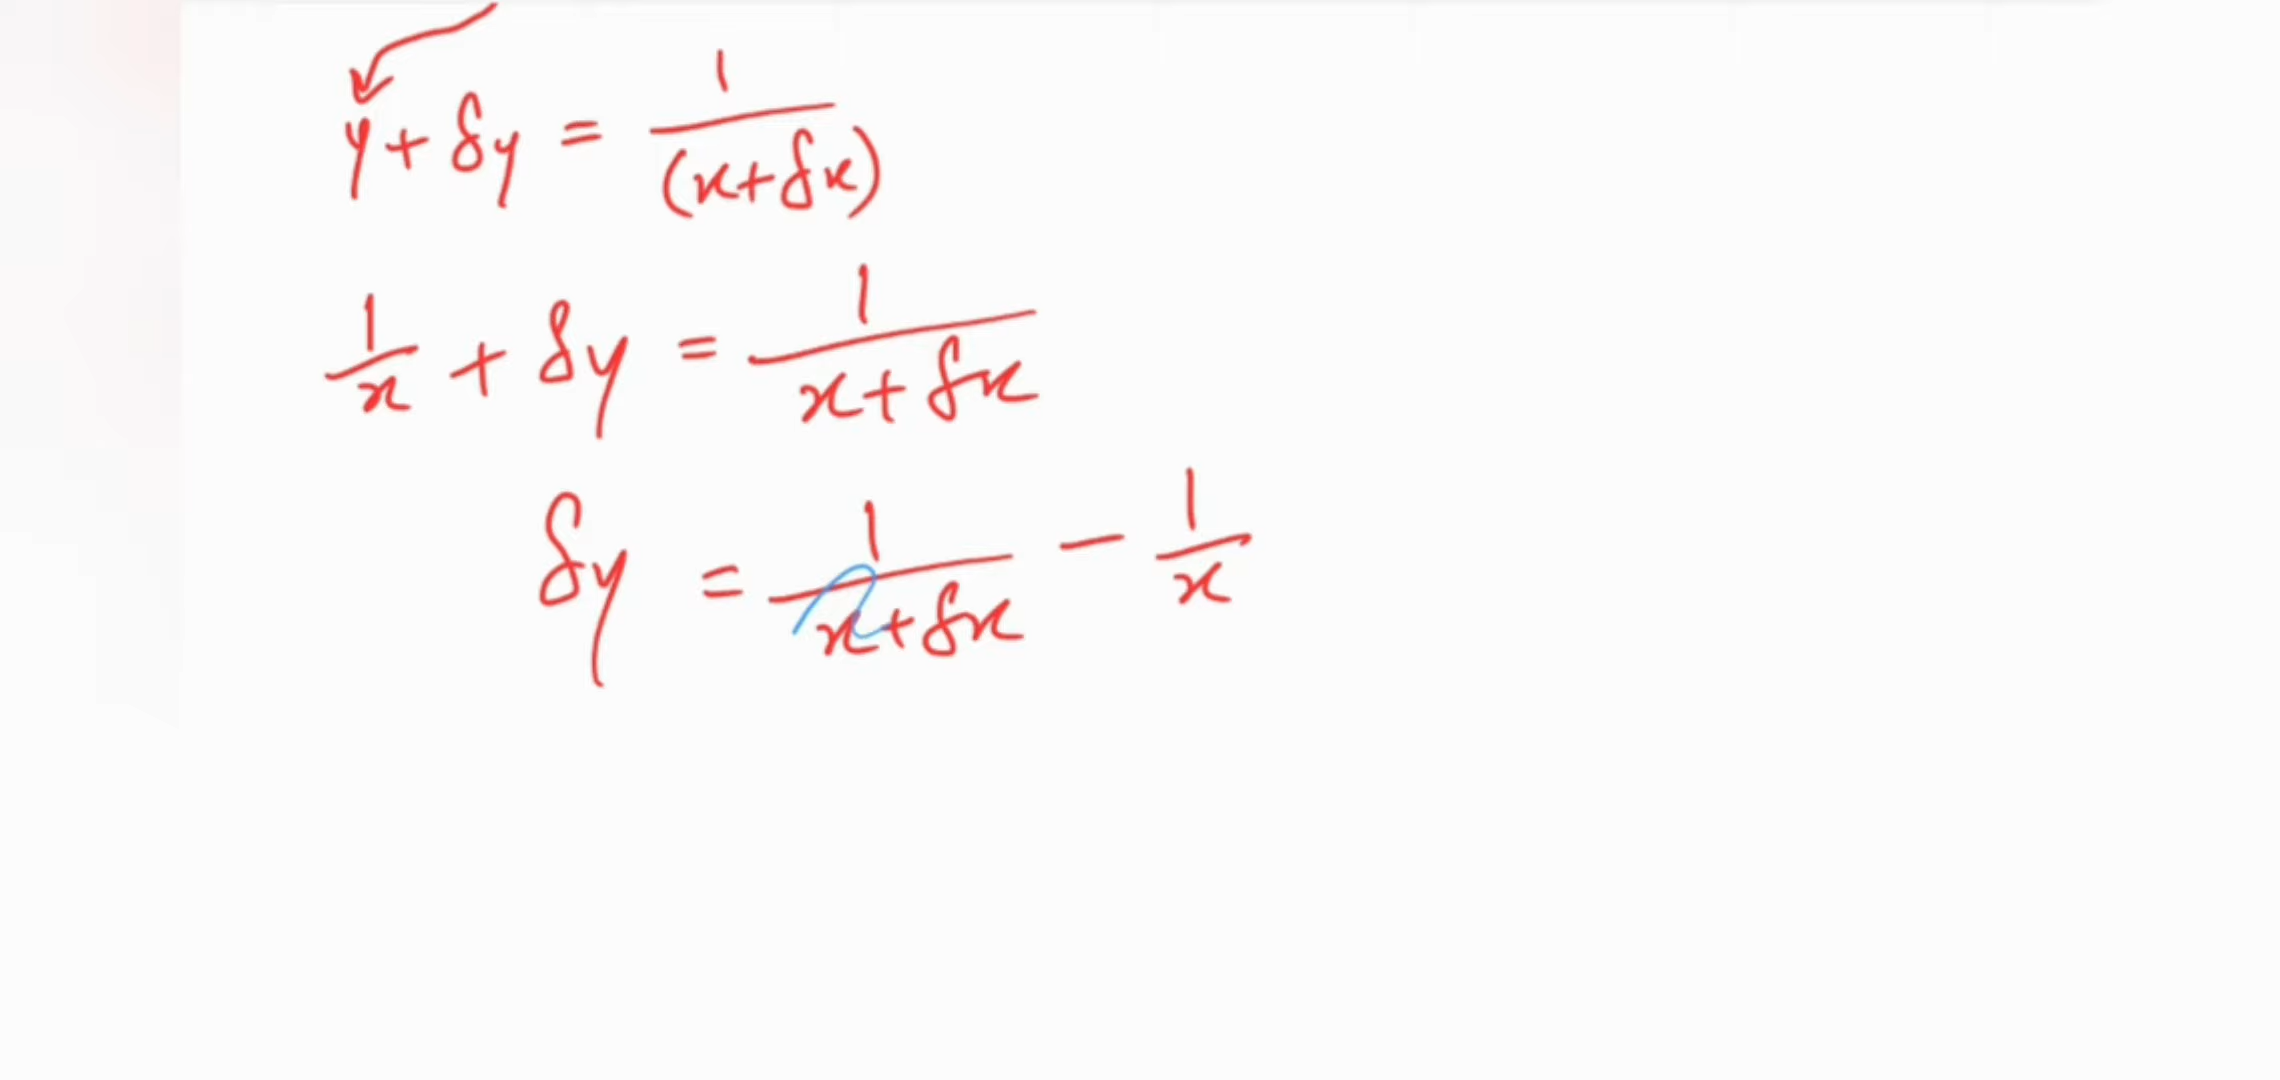 y + δy = 1/(x+δx)
1/x + δy = 1/x+δx
δy = 1/x+δx − 1/x